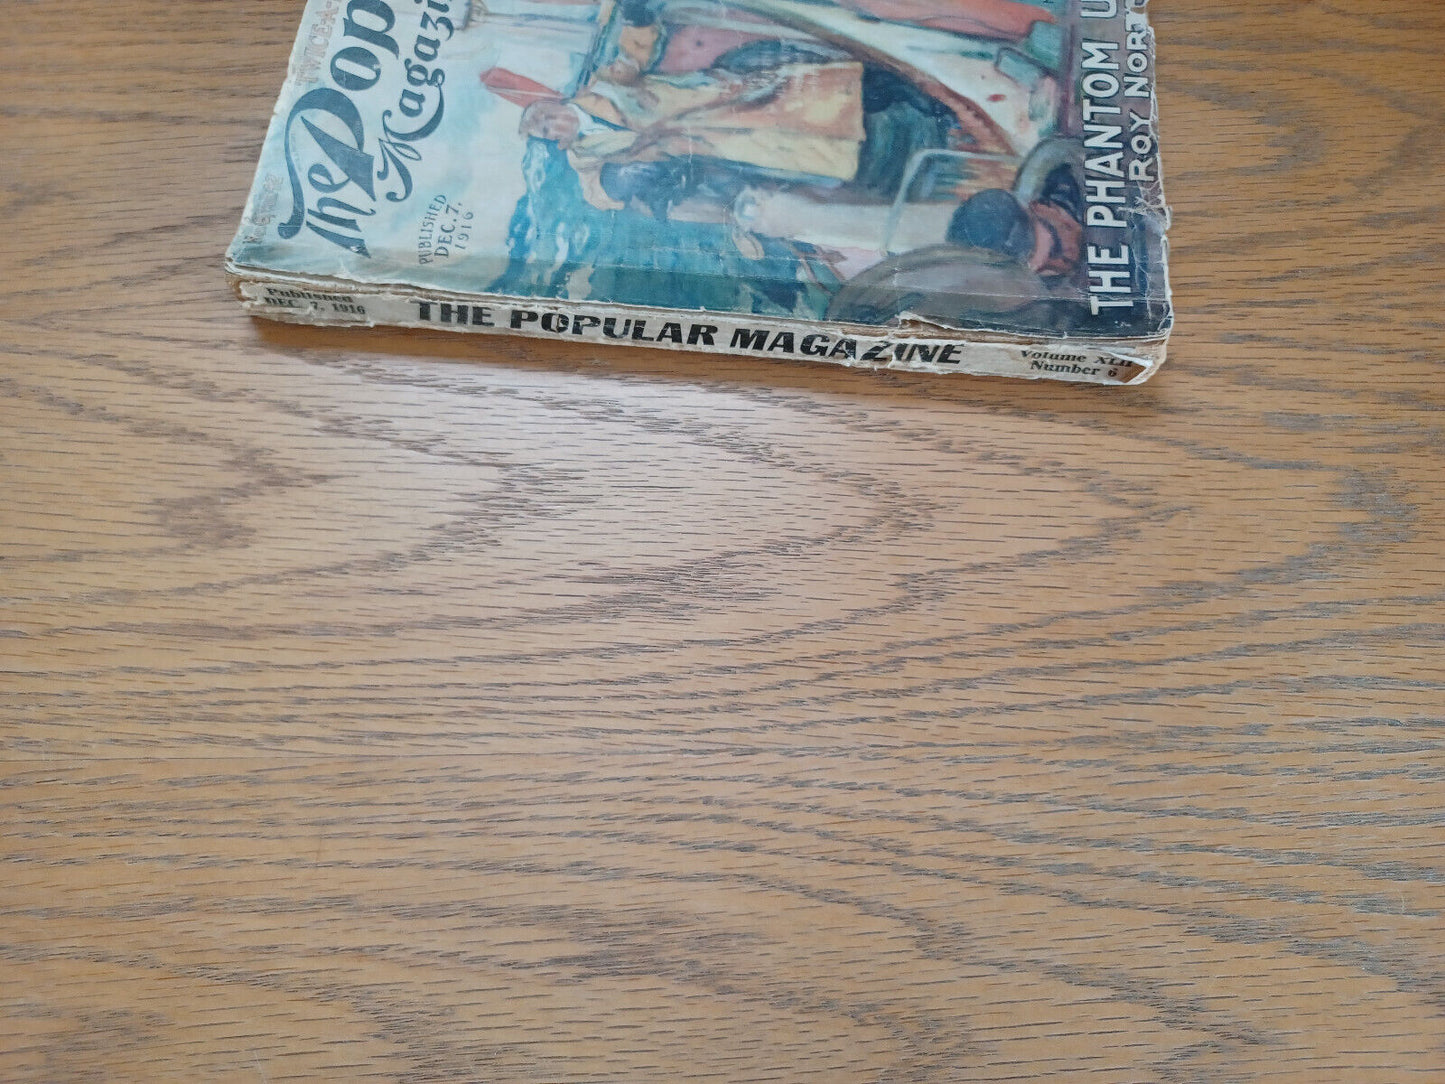 TWICE-A-
The Pop
Magazi
PUBLISHED
DEC. 7.
1916
THE PHANTOM
ROY NORT
Published
DEC. 7, 1916
THE POPULAR MAGAZINE
Volume XLII
Number 6